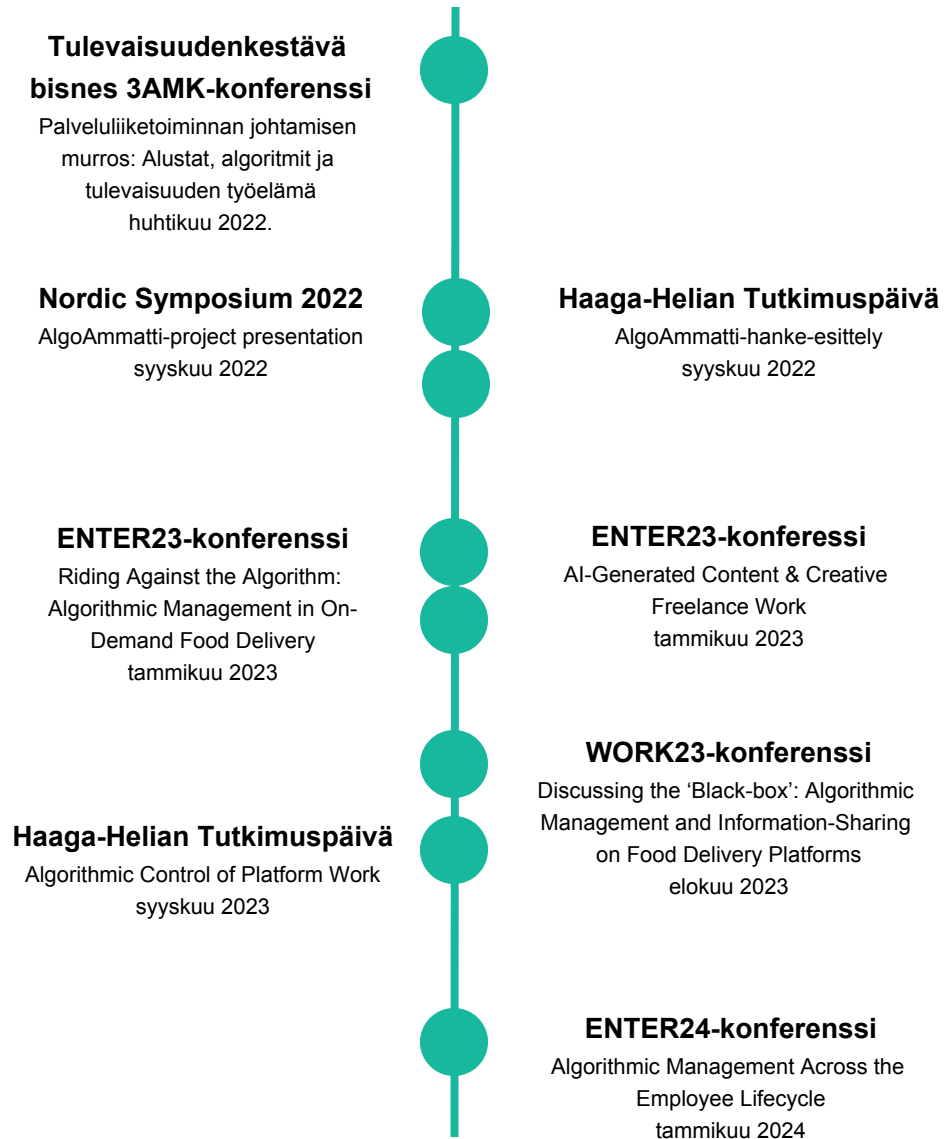 Tulevaisuudenkestävä
bisnes 3AMK-konferenssi
Palveluliiketoiminnan johtamisen
murros: Alustat, algoritmit ja
tulevaisuuden työelämä
huhtikuu 2022.
Nordic Symposium 2022
AlgoAmmatti-project presentation
syyskuu 2022
Haaga-Helian Tutkimuspäivä
AlgoAmmatti-hanke-esittely
syyskuu 2022
ENTER23-konferenssi
Riding Against the Algorithm:
Algorithmic Management in On-
Demand Food Delivery
tammikuu 2023
ENTER23-konferessi
AI-Generated Content & Creative
Freelance Work
tammikuu 2023
WORK23-konferenssi
Discussing the ‘Black-box’: Algorithmic
Management and Information-Sharing
on Food Delivery Platforms
elokuu 2023
Haaga-Helian Tutkimuspäivä
Algorithmic Control of Platform Work
syyskuu 2023
ENTER24-konferenssi
Algorithmic Management Across the
Employee Lifecycle
tammikuu 2024